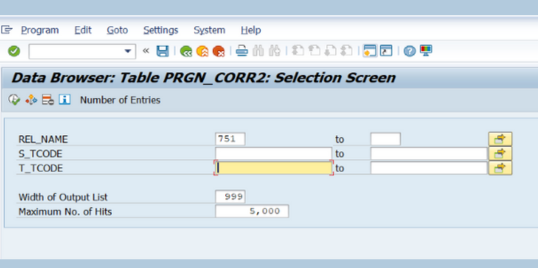 Program Edit Goto Settings System Help
Data Browser: Table PRGN_CORR2: Selection Screen
Number of Entries
REL_NAME 751 to
S_TCODE to
T_TCODE to
Width of Output List 999
Maximum No. of Hits 5,000